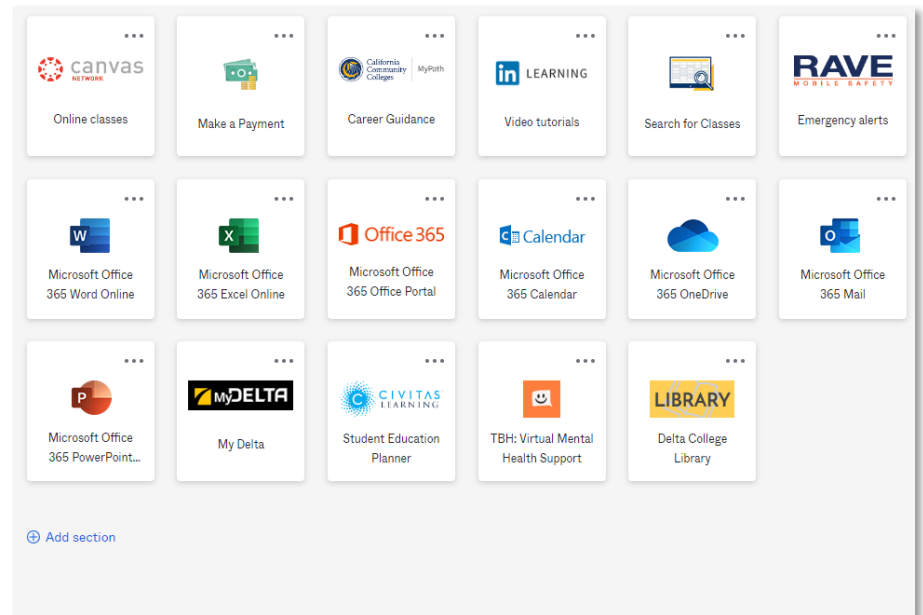 canvas
NETWORK
Online classes
Make a Payment
California
Community
Colleges
MyPath
Career Guidance
in LEARNING
Video tutorials
Search for Classes
RAVE
MOBILE SAFETY
Emergency alerts
W
Microsoft Office
365 Word Online
X
Microsoft Office
365 Excel Online
Office 365
Microsoft Office
365 Office Portal
C Calendar
Microsoft Office
365 Calendar
Microsoft Office
365 OneDrive
O
Microsoft Office
365 Mail
P
Microsoft Office
365 PowerPoint...
MyDELTA
My Delta
C
CIVITAS
LEARNING
Student Education
Planner
TBH: Virtual Mental
Health Support
LIBRARY
Delta College
Library
Add section